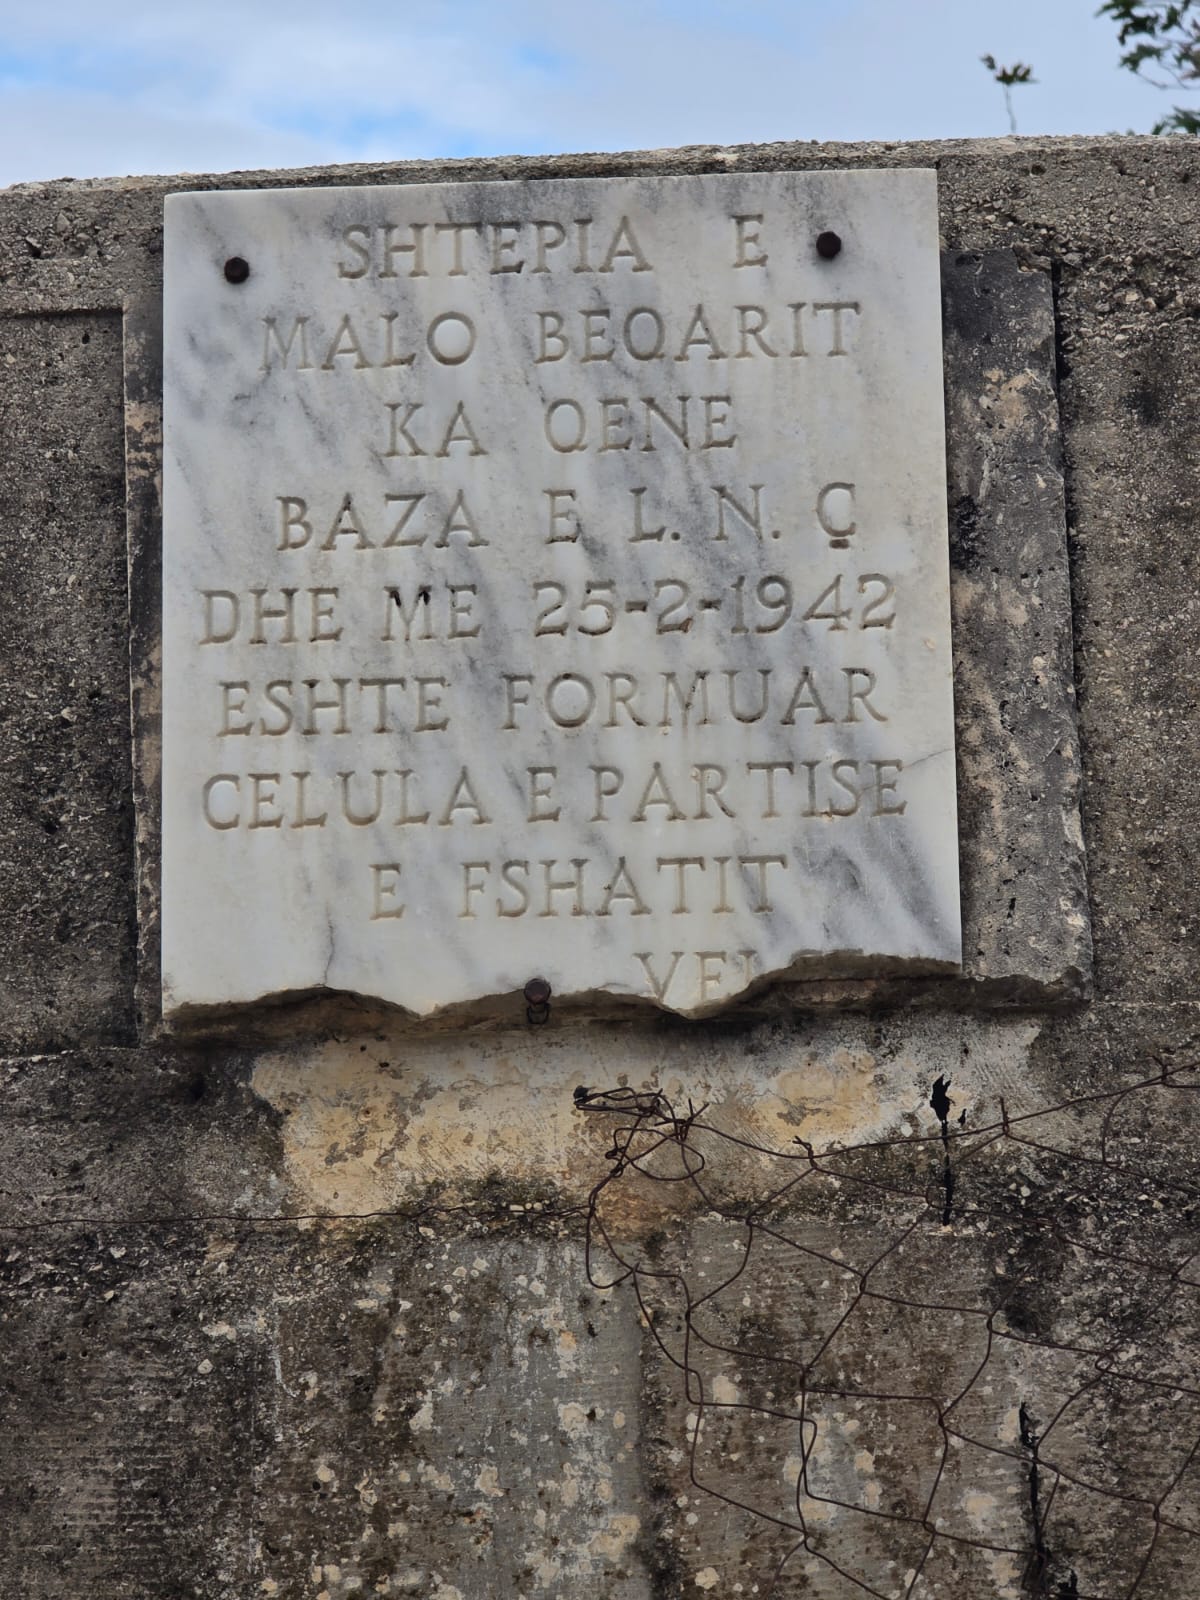 SHTEPIA E
MALO BEQARIT
KA QENE
BAZA E L. N. Ç
DHE ME 25-2-1942
ESHTE FORMUAR
CELULA E PARTISE
E FSHATIT